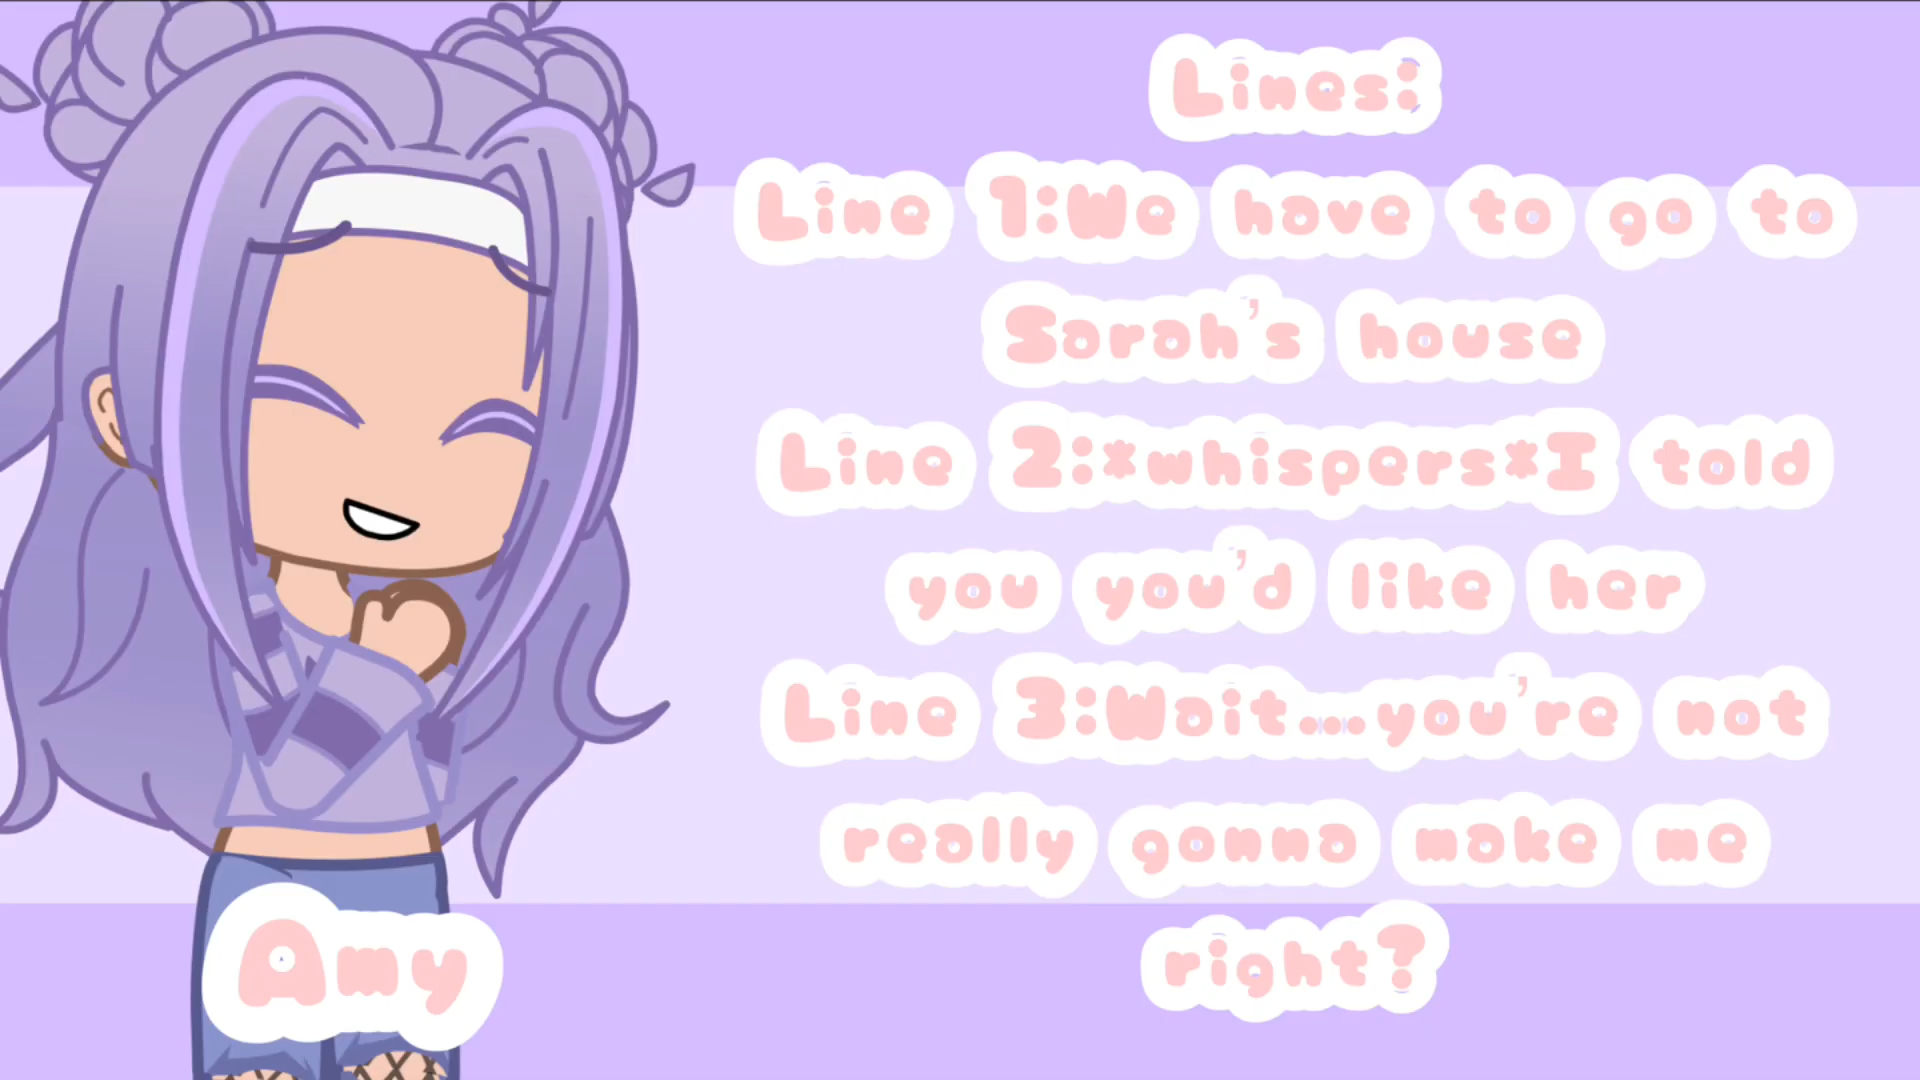 Lines:
Line 1:We have to go to
Sarah's house
Line 2:*whispers*I told
you you'd like her
Line 3:Wait...you're not
really gonna make me
right?
Amy